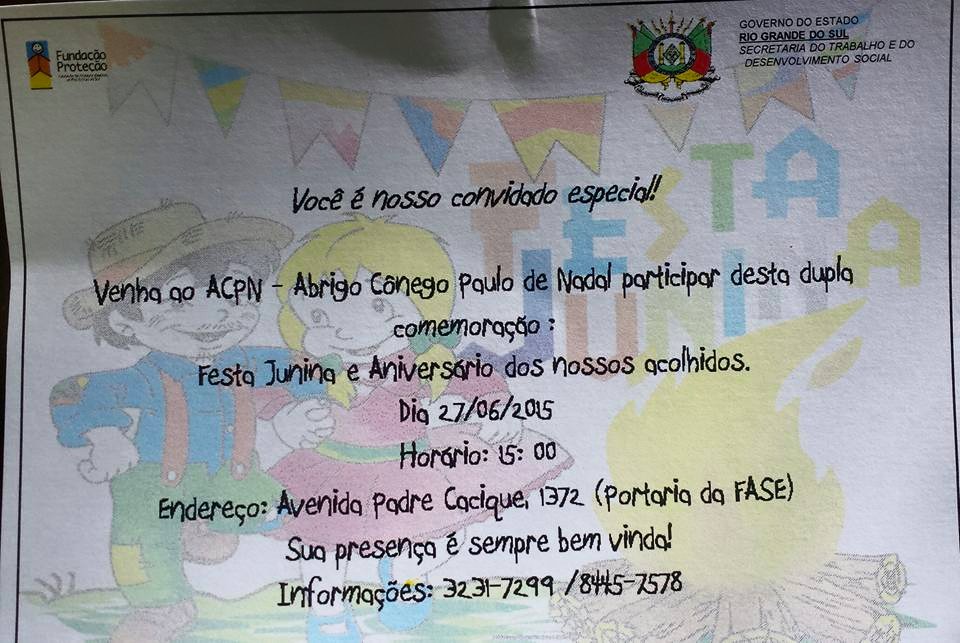 Fundação
Proteção
GOVERNO DO ESTADO
RIO GRANDE DO SUL
SECRETARIA DO TRABALHO E DO
DESENVOLVIMENTO SOCIAL
FESTA
JUNINA
Você é nosso convidado especial!
Venha ao ACPN - Abrigo Cônego Paulo de Nadal participar desta dupla
comemoração :
Festa Junina e Aniversário dos nossos acolhidos.
Dia 27/06/2015
Horário: 15: 00
Endereço: Avenida Padre Cacique, 1372 (Portaria da FASE)
Sua presença é sempre bem vinda!
Informações: 3231-7299 /8445-7578